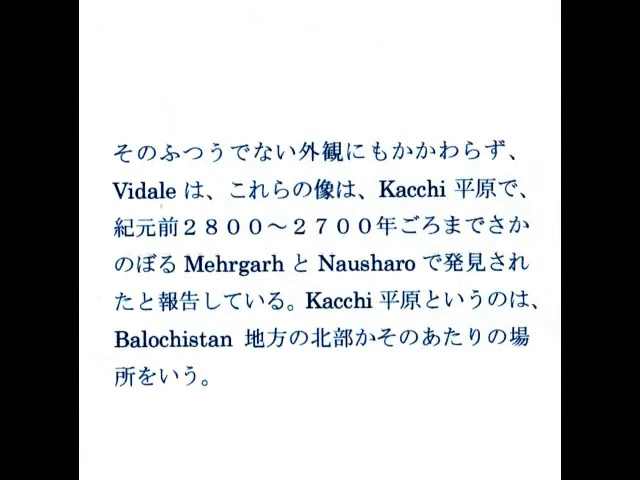 そのふつうでない外観にもかかわらず、
Vidale は、これらの像は、Kacchi 平原で、
紀元前２８００～２７００年ごろまでさか
のぼる Mehrgarh と Nausharo で発見され
たと報告している。Kacchi 平原というのは、
Balochistan 地方の北部かそのあたりの場
所をいう。